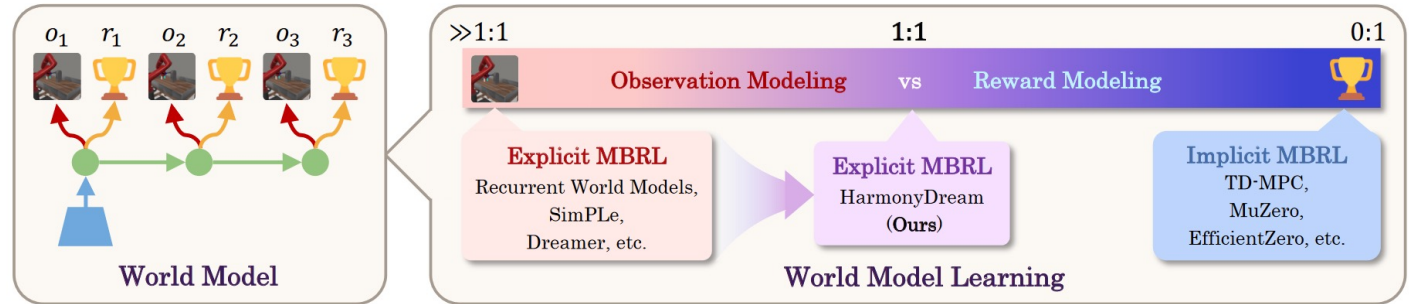 o₁ r₁ o₂ r₂ o₃ r₃
World Model
≫1:1 1:1 0:1
Observation Modeling vs Reward Modeling
Explicit MBRL
Recurrent World Models,
SimPLe,
Dreamer, etc.
Explicit MBRL
HarmonyDream
(Ours)
Implicit MBRL
TD-MPC,
MuZero,
EfficientZero, etc.
World Model Learning